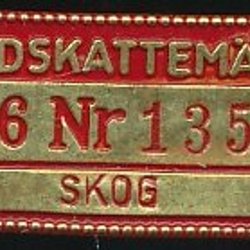 DSKATTEMÄ
6 Nr 135
SKOG